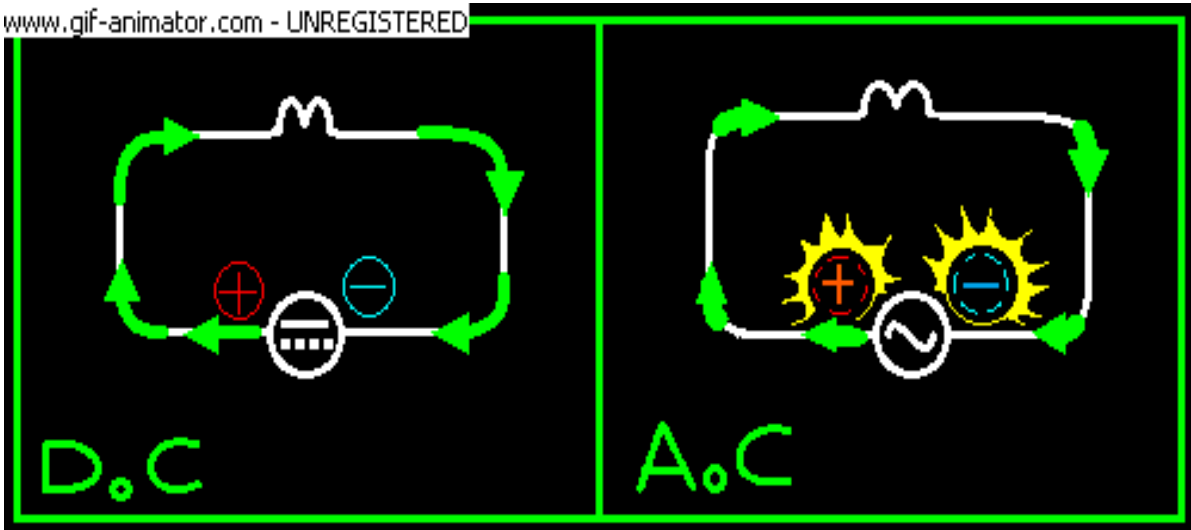 www.gif-animator.com - UNREGISTERED
+
−
+
−
D.C
A.C